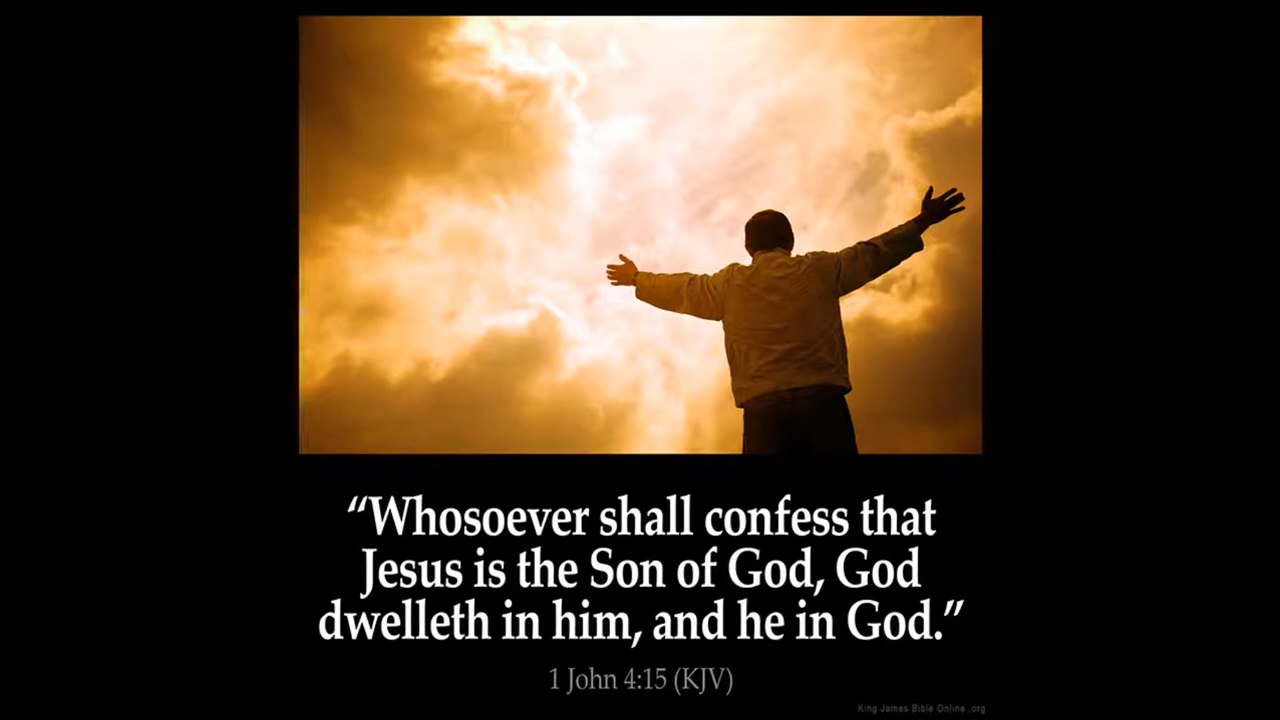 “Whosoever shall confess that
Jesus is the Son of God, God
dwelleth in him, and he in God.”
1 John 4:15 (KJV)
King James Bible Online .org